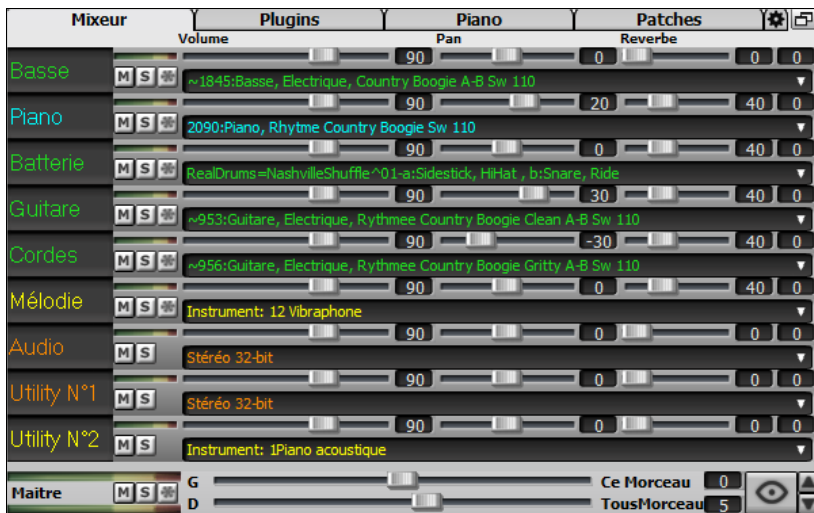 Mixeur Plugins Piano Patches
Volume Pan Reverbe
Basse 90 0 0 0
M S ~1845:Basse, Electrique, Country Boogie A-B Sw 110
Piano 90 20 40 0
M S 2090:Piano, Rhytme Country Boogie Sw 110
Batterie 90 0 40 0
M S RealDrums=NashvilleShuffle^01-a:Sidestick, HiHat , b:Snare, Ride
Guitare 90 30 40 0
M S ~953:Guitare, Electrique, Rythmee Country Boogie Clean A-B Sw 110
Cordes 90 -30 40 0
M S ~956:Guitare, Electrique, Rythmee Country Boogie Gritty A-B Sw 110
Mélodie 90 0 40 0
M S Instrument: 12 Vibraphone
Audio 90 0 0 0
M S Stéréo 32-bit
Utility N°1 90 0 0 0
M S Stéréo 32-bit
Utility N°2 90 0 0 0
M S Instrument: 1Piano acoustique
Maitre M S G Ce Morceau 0
D TousMorceau 5